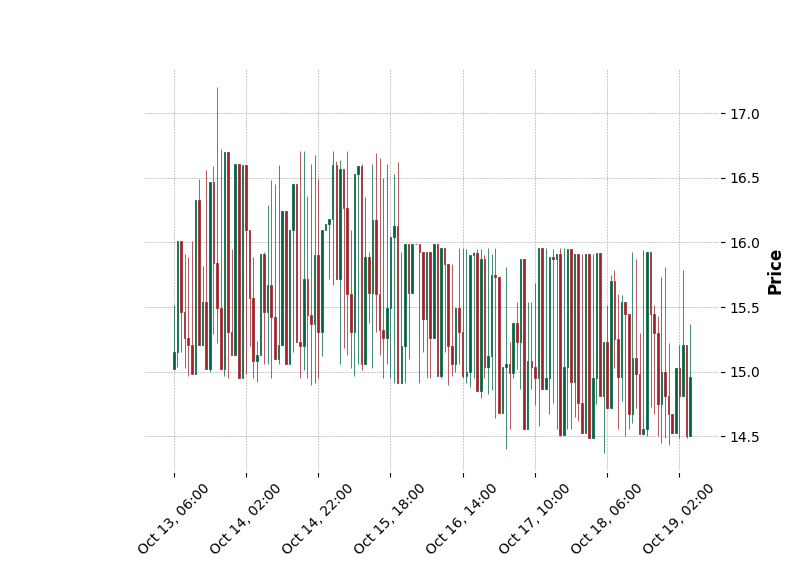 17.0
16.5
16.0
15.5
15.0
14.5
Price
Oct 13, 06:00
Oct 14, 02:00
Oct 14, 22:00
Oct 15, 18:00
Oct 16, 14:00
Oct 17, 10:00
Oct 18, 06:00
Oct 19, 02:00